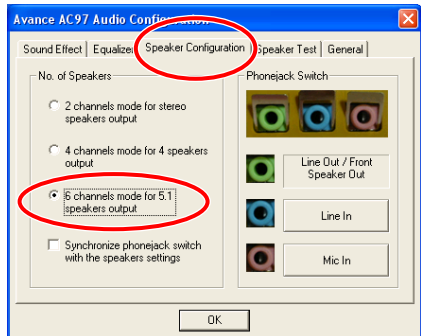 Avance AC97 Audio Configuration
Sound Effect
Equalizer
Speaker Configuration
Speaker Test
General
No. of Speakers
2 channels mode for stereo
speakers output
4 channels mode for 4 speakers
output
6 channels mode for 5.1
speakers output
Synchronize phonejack switch
with the speakers settings
Phonejack Switch
Line Out / Front
Speaker Out
Line In
Mic In
OK